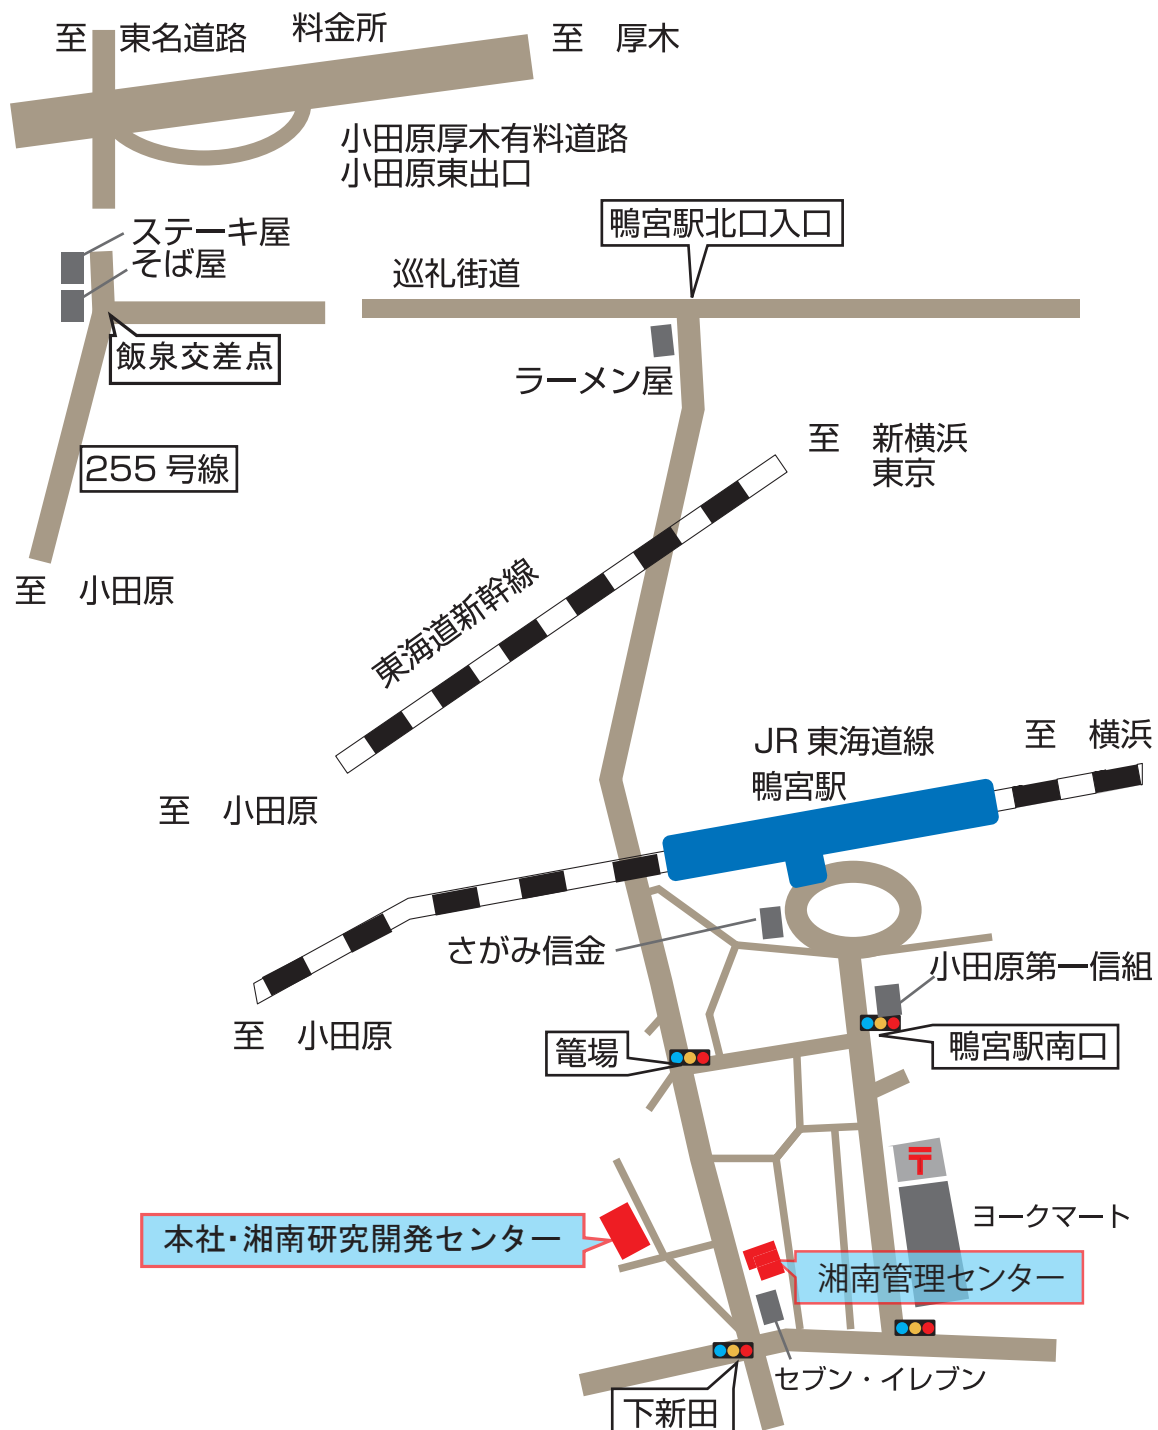 至 東名道路
料金所
至 厚木
小田原厚木有料道路
小田原東出口
ステーキ屋
そば屋
鴨宮駅北口入口
巡礼街道
飯泉交差点
ラーメン屋
255号線
至 新横浜
東京
至 小田原
東海道新幹線
至 小田原
JR東海道線
鴨宮駅
至 横浜
さがみ信金
小田原第一信組
至 小田原
篭場
鴨宮駅南口
〒
ヨークマート
本社・湘南研究開発センター
湘南管理センター
セブン・イレブン
下新田